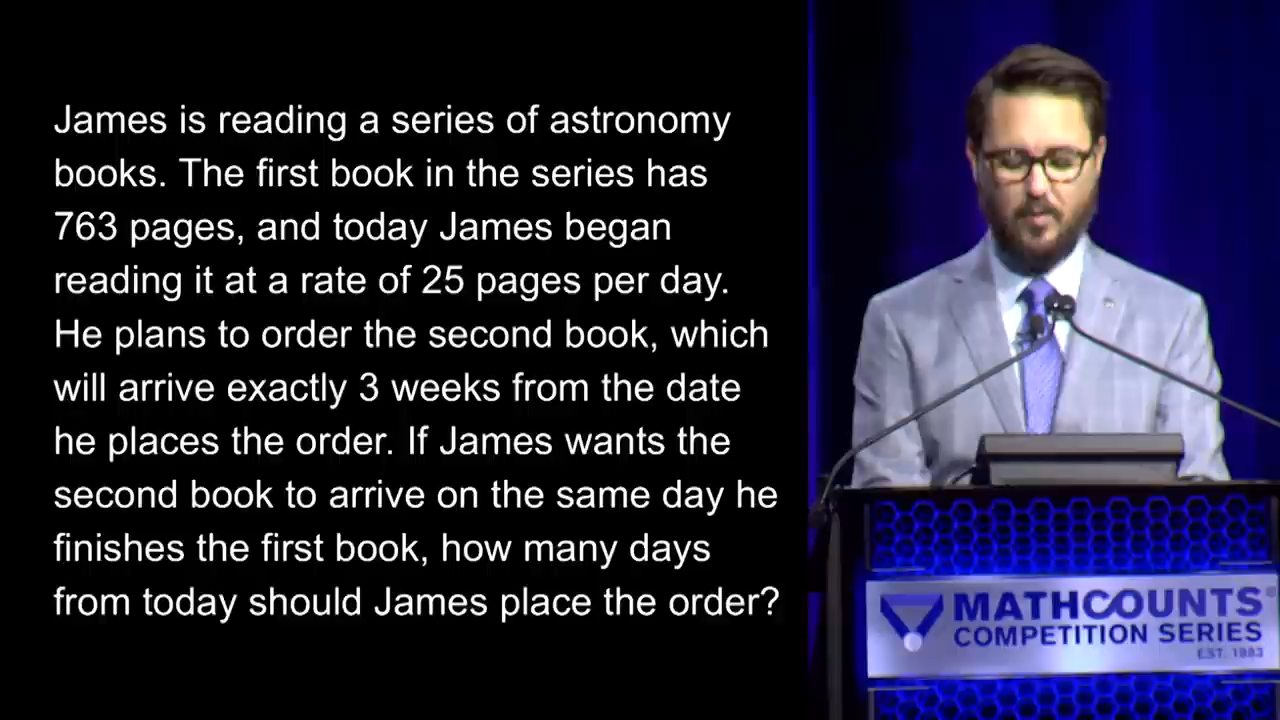 James is reading a series of astronomy
books. The first book in the series has
763 pages, and today James began
reading it at a rate of 25 pages per day.
He plans to order the second book, which
will arrive exactly 3 weeks from the date
he places the order. If James wants the
second book to arrive on the same day he
finishes the first book, how many days
from today should James place the order?
MATHCOUNTS®
COMPETITION SERIES
EST. 1983